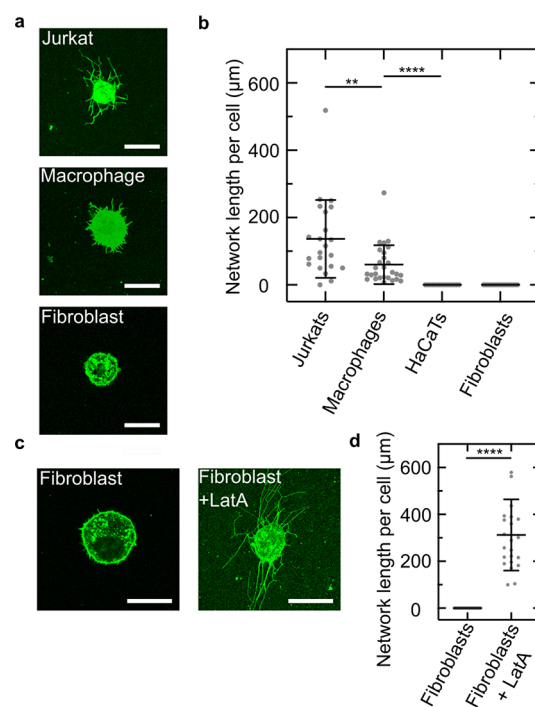 a
Jurkat
Macrophage
Fibroblast
b
Network length per cell (µm)
600
400
200
0
**
****
Jurkats
Macrophages
HaCaTs
Fibroblasts
c
Fibroblast
Fibroblast
+LatA
d
Network length per cell (µm)
600
400
200
0
****
Fibroblasts
Fibroblasts
+ LatA